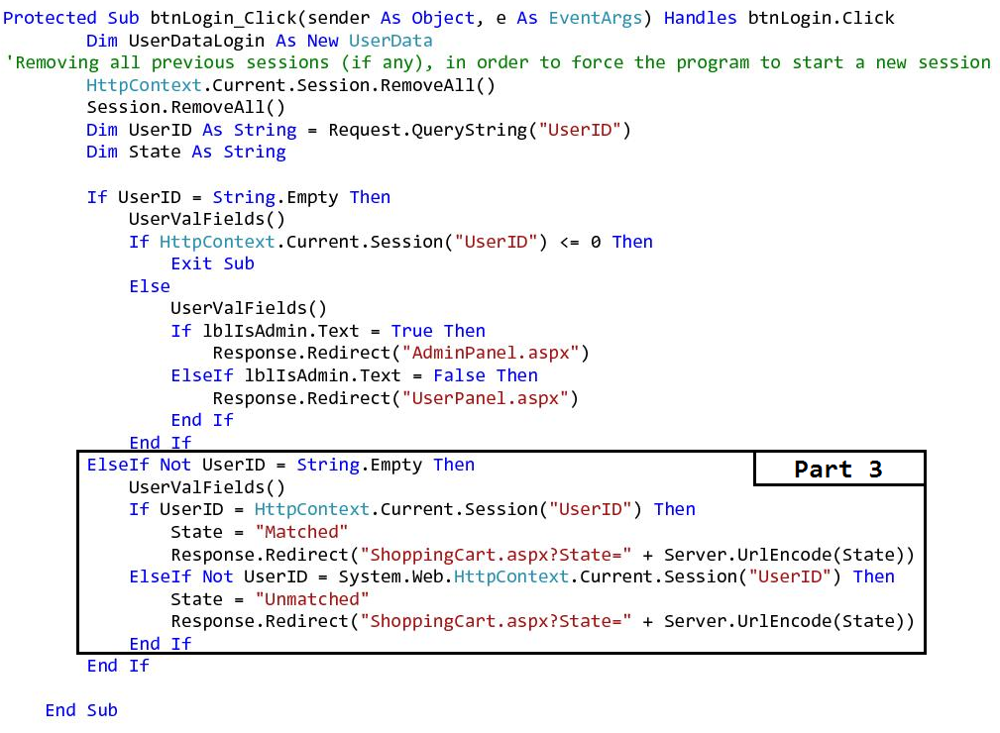 Protected Sub btnLogin_Click(sender As Object, e As EventArgs) Handles btnLogin.Click
Dim UserDataLogin As New UserData
'Removing all previous sessions (if any), in order to force the program to start a new session
HttpContext.Current.Session.RemoveAll()
Session.RemoveAll()
Dim UserID As String = Request.QueryString("UserID")
Dim State As String
If UserID = String.Empty Then
UserValFields()
If HttpContext.Current.Session("UserID") <= 0 Then
Exit Sub
Else
UserValFields()
If lblIsAdmin.Text = True Then
Response.Redirect("AdminPanel.aspx")
ElseIf lblIsAdmin.Text = False Then
Response.Redirect("UserPanel.aspx")
End If
End If
ElseIf Not UserID = String.Empty Then
Part 3
UserValFields()
If UserID = HttpContext.Current.Session("UserID") Then
State = "Matched"
Response.Redirect("ShoppingCart.aspx?State=" + Server.UrlEncode(State))
ElseIf Not UserID = System.Web.HttpContext.Current.Session("UserID") Then
State = "Unmatched"
Response.Redirect("ShoppingCart.aspx?State=" + Server.UrlEncode(State))
End If
End If
End Sub